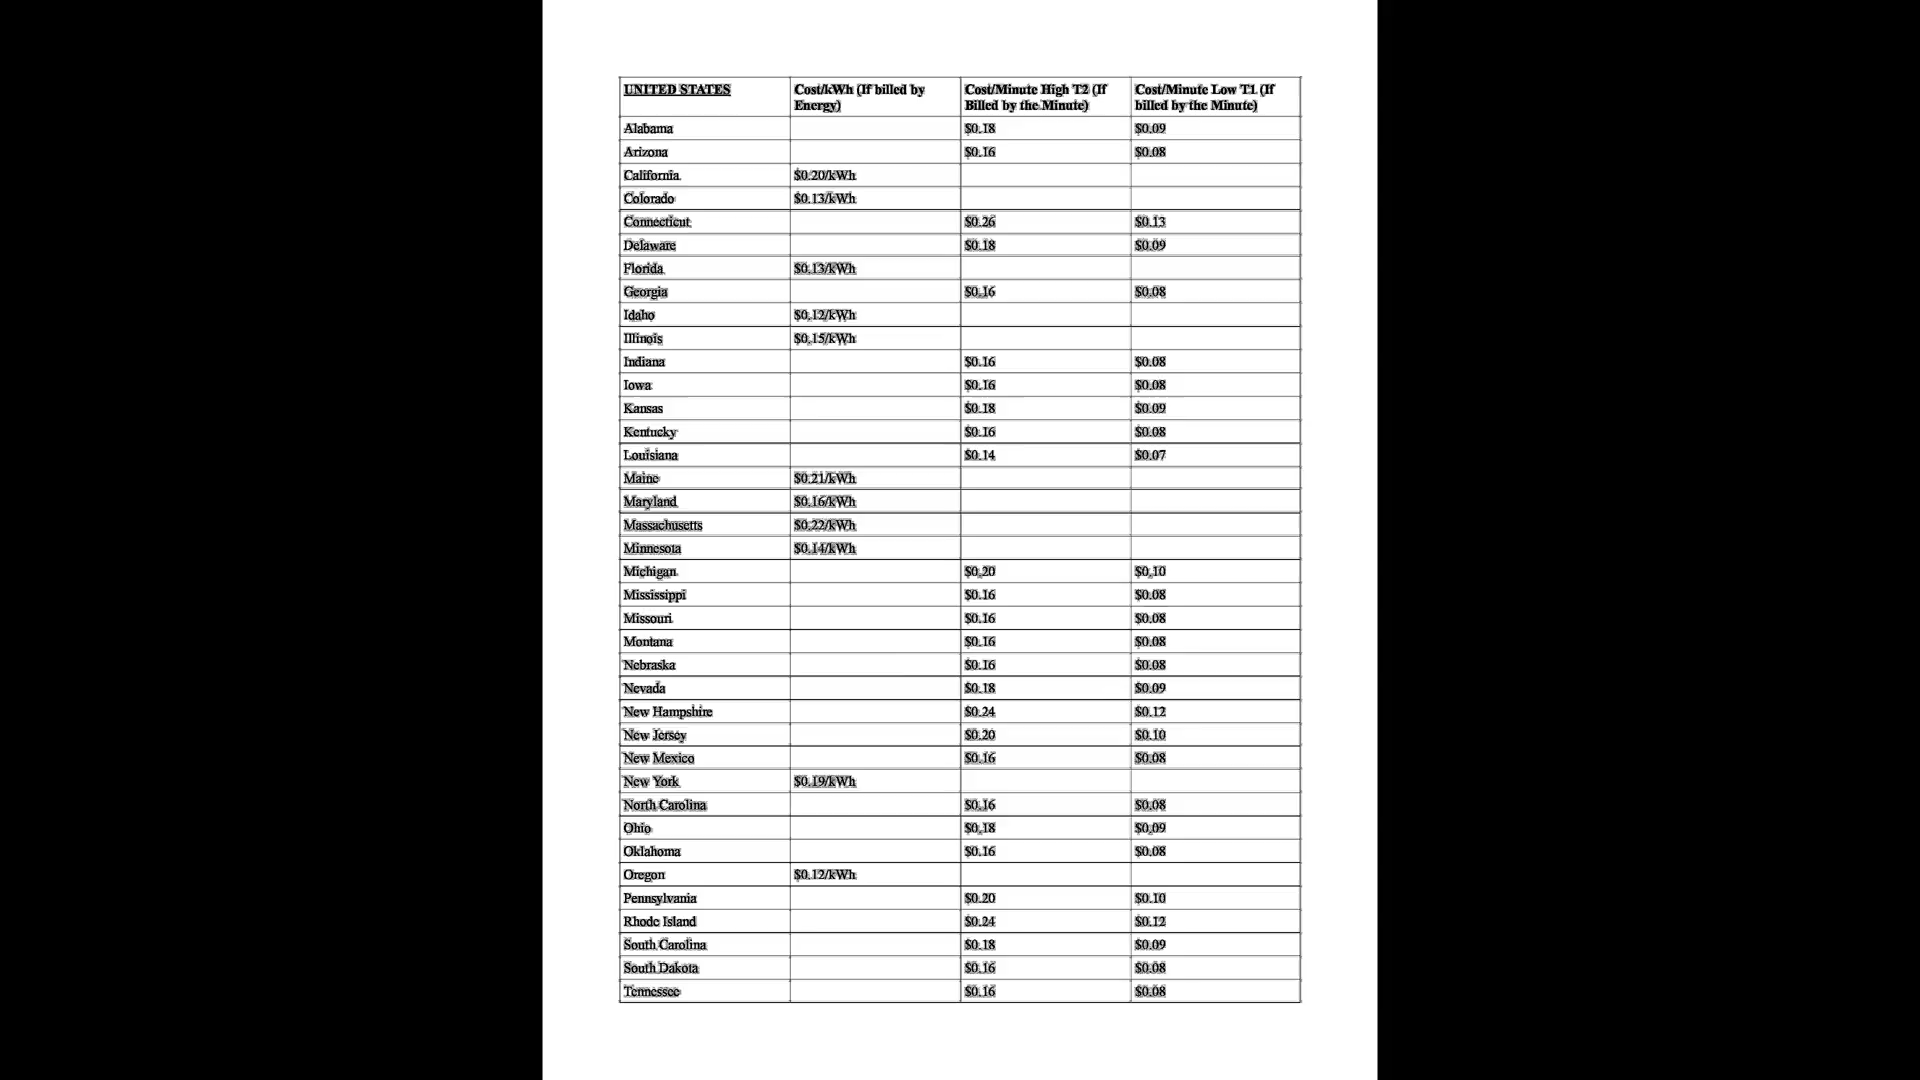 UNITED STATES Cost/kWh (If billed by Energy) Cost/Minute High T2 (If Billed by the Minute) Cost/Minute Low T1 (If billed by the Minute)
Alabama $0.18 $0.09
Arizona $0.16 $0.08
California $0.20/kWh
Colorado $0.13/kWh
Connecticut $0.26 $0.13
Delaware $0.18 $0.09
Florida $0.13/kWh
Georgia $0.16 $0.08
Idaho $0.12/kWh
Illinois $0.15/kWh
Indiana $0.16 $0.08
Iowa $0.16 $0.08
Kansas $0.18 $0.09
Kentucky $0.16 $0.08
Louisiana $0.14 $0.07
Maine $0.21/kWh
Maryland $0.16/kWh
Massachusetts $0.22/kWh
Minnesota $0.14/kWh
Michigan $0.20 $0.10
Mississippi $0.16 $0.08
Missouri $0.16 $0.08
Montana $0.16 $0.08
Nebraska $0.16 $0.08
Nevada $0.18 $0.09
New Hampshire $0.24 $0.12
New Jersey $0.20 $0.10
New Mexico $0.16 $0.08
New York $0.19/kWh
North Carolina $0.16 $0.08
Ohio $0.18 $0.09
Oklahoma $0.16 $0.08
Oregon $0.12/kWh
Pennsylvania $0.20 $0.10
Rhode Island $0.24 $0.12
South Carolina $0.18 $0.09
South Dakota $0.16 $0.08
Tennessee $0.16 $0.08